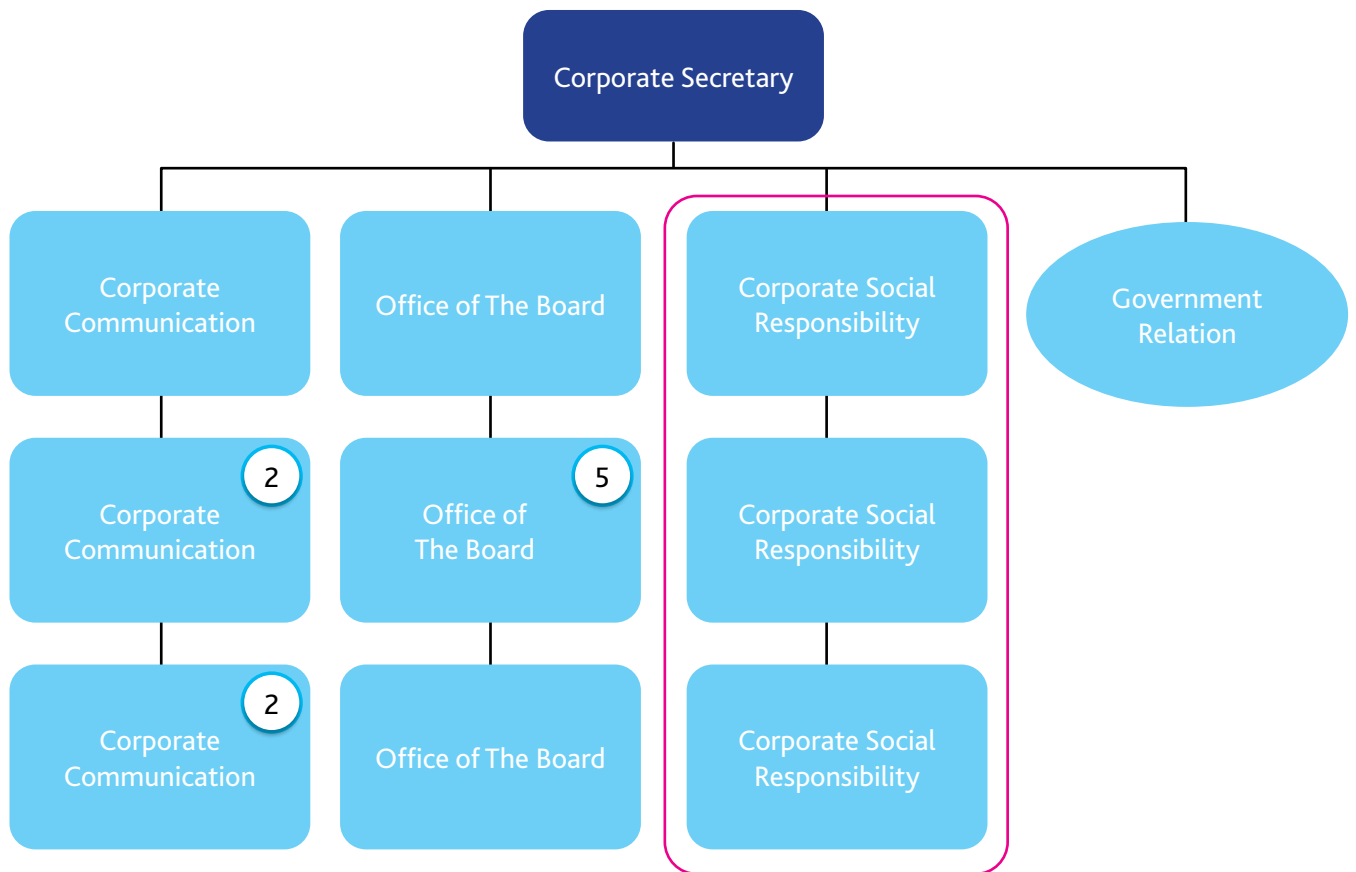 Corporate Secretary
Corporate
Communication
Office of The Board
Corporate Social
Responsibility
Government
Relation
2
Corporate
Communication
5
Office of
The Board
Corporate Social
Responsibility
2
Corporate
Communication
Office of The Board
Corporate Social
Responsibility